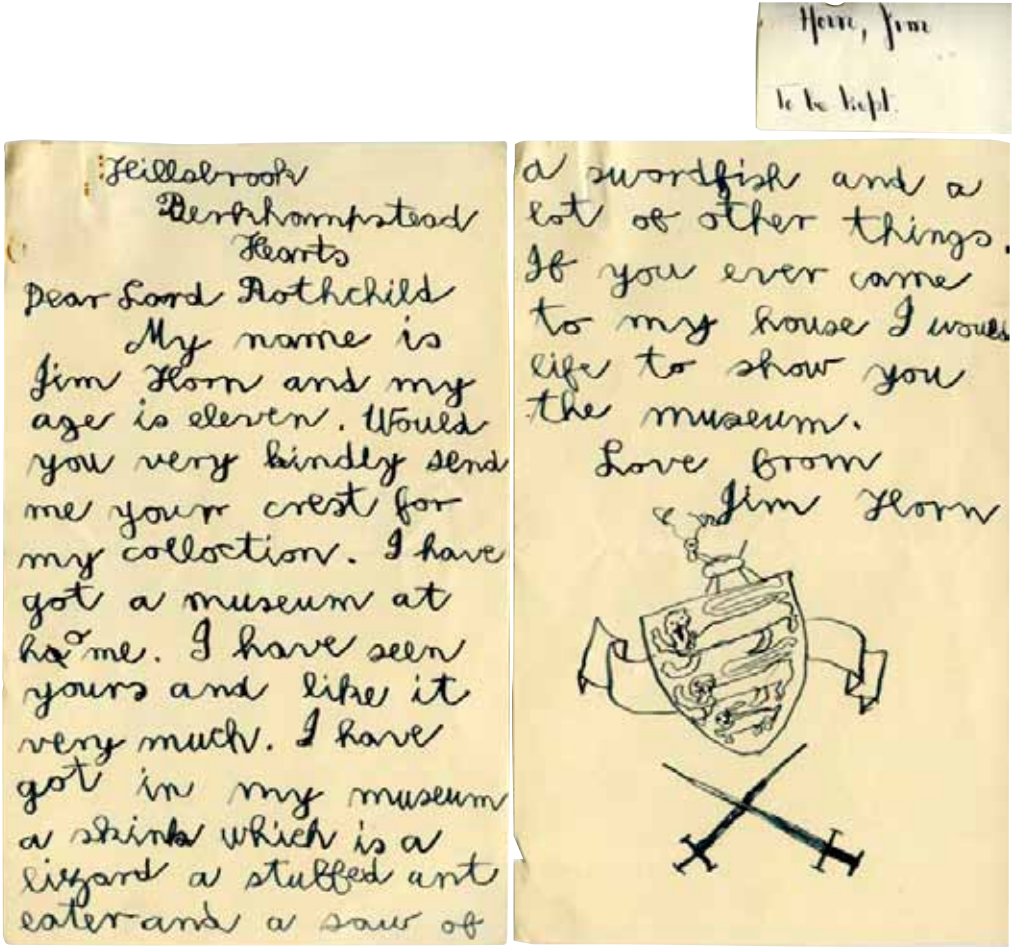 Horn, Jim
To be kept.
Hillsbrook
Berkhampstead
Hearts
Dear Lord Rothchild
My name is
Jim Horn and my
age is eleven. Would
you very kindly send
me your crest for
my colloction. I have
got a museum at
home. I have seen
yours and like it
very much. I have
got in my museum
a skink which is a
lizard a stuffed ant
eater and a saw of
a swordfish and a
lot of other things.
If you ever came
to my house I would
life to show you
the museum.
Love from
Jim Horn